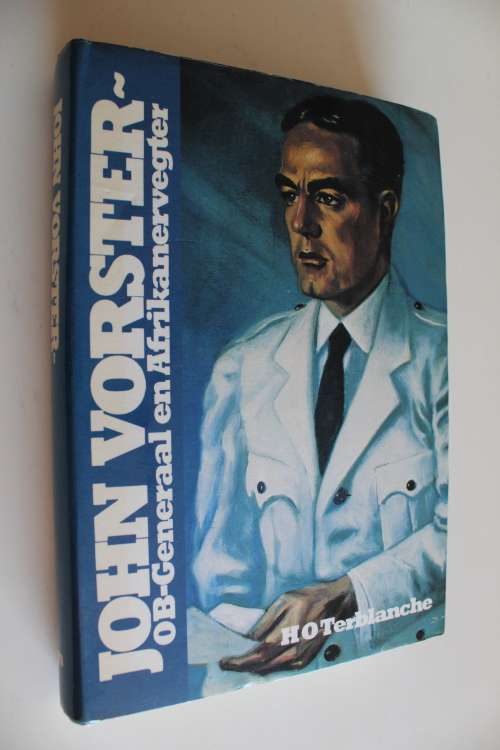 JOHN VORSTER~
OB-Generaal en Afrikanervegter
H O Terblanche
JOHN VORSTER~